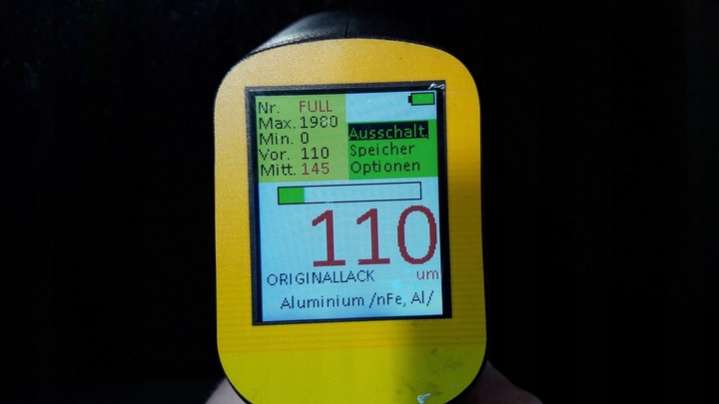 Nr. FULL
Max. 1980
Min. 0
Vor. 110
Mitt. 145
Ausschalt.
Speicher
Optionen
110
ORIGINALLACK um
Aluminium /nFe, Al/